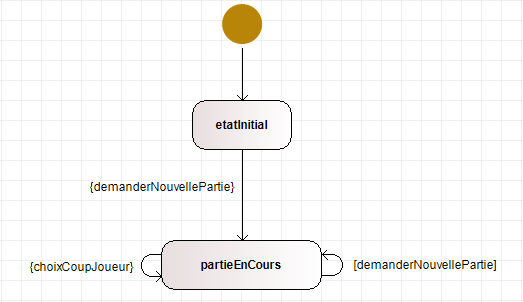 etatInitial
{demanderNouvellePartie}
partieEnCours
{choixCoupJoueur}
[demanderNouvellePartie]